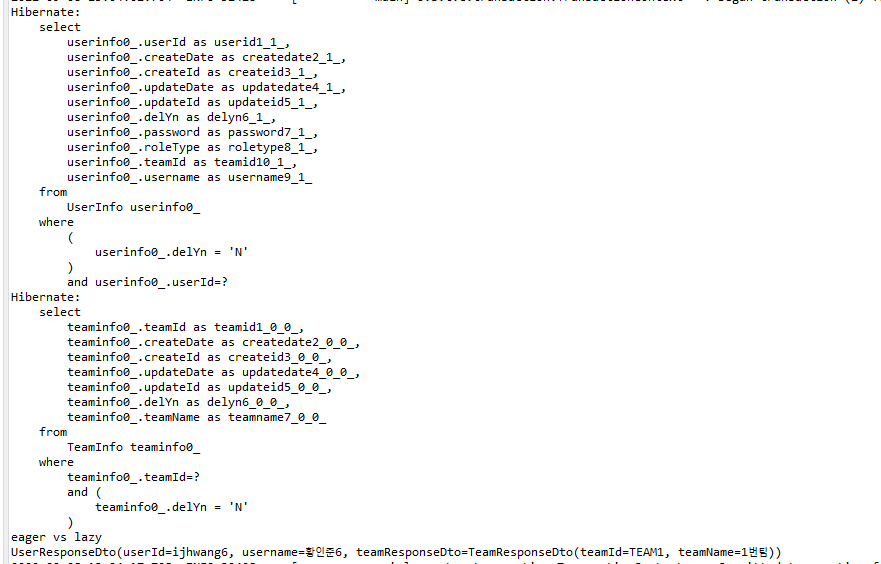 Hibernate:
select
userinfo0_.userId as userid1_1_,
userinfo0_.createDate as createdate2_1_,
userinfo0_.createId as createid3_1_,
userinfo0_.updateDate as updatedate4_1_,
userinfo0_.updateId as updateid5_1_,
userinfo0_.delYn as delyn6_1_,
userinfo0_.password as password7_1_,
userinfo0_.roleType as roletype8_1_,
userinfo0_.teamId as teamid10_1_,
userinfo0_.username as username9_1_
from
UserInfo userinfo0_
where
(
userinfo0_.delYn = 'N'
)
and userinfo0_.userId=?
Hibernate:
select
teaminfo0_.teamId as teamid1_0_0_,
teaminfo0_.createDate as createdate2_0_0_,
teaminfo0_.createId as createid3_0_0_,
teaminfo0_.updateDate as updatedate4_0_0_,
teaminfo0_.updateId as updateid5_0_0_,
teaminfo0_.delYn as delyn6_0_0_,
teaminfo0_.teamName as teamname7_0_0_
from
TeamInfo teaminfo0_
where
teaminfo0_.teamId=?
and (
teaminfo0_.delYn = 'N'
)
eager vs lazy
UserResponseDto(userId=ijhwang6, username=황인준6, teamResponseDto=TeamResponseDto(teamId=TEAM1, teamName=1번팀))